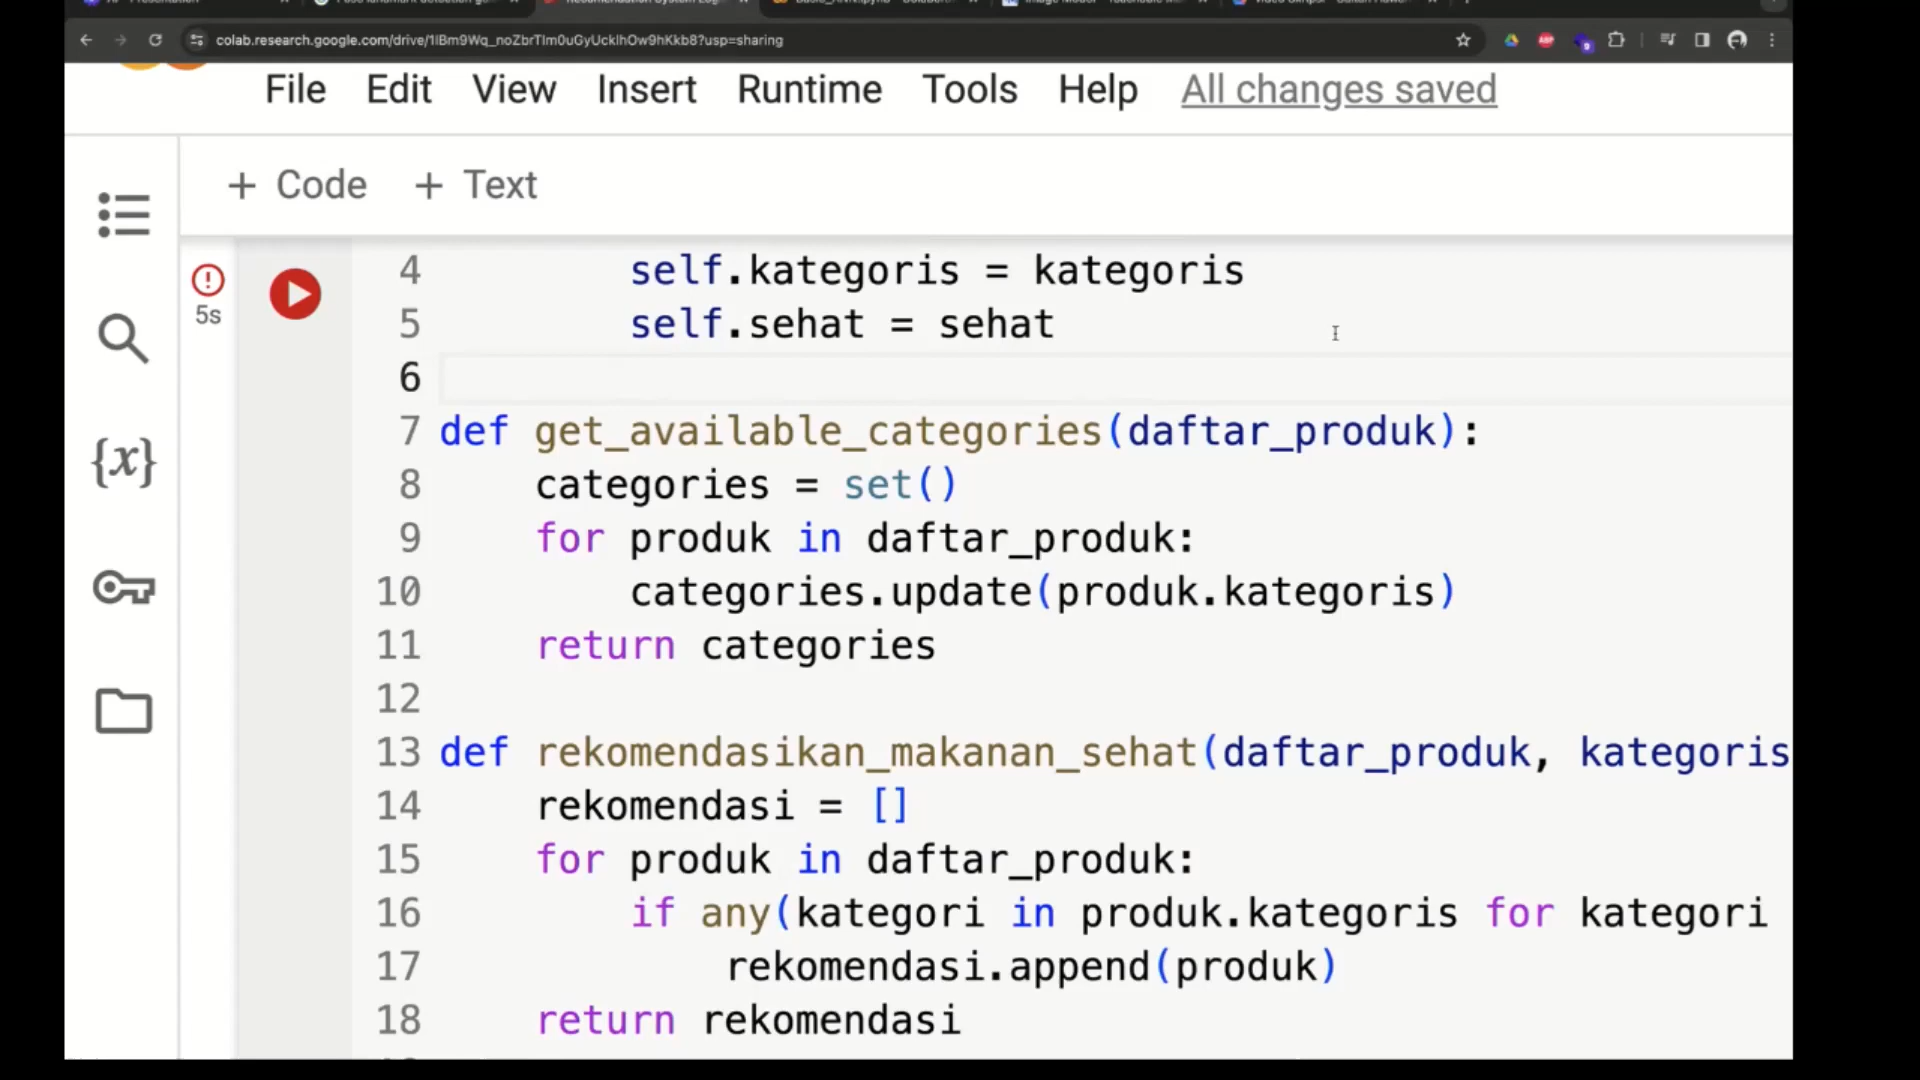 colab.research.google.com/drive/1IBm9Wq_noZbrTIm0uGyUckIhOw9hKkb8?usp=sharing
File Edit View Insert Runtime Tools Help All changes saved
+ Code + Text
5s
4 self.kategoris = kategoris
5 self.sehat = sehat
6
7 def get_available_categories(daftar_produk):
8 categories = set()
9 for produk in daftar_produk:
10 categories.update(produk.kategoris)
11 return categories
12
13 def rekomendasikan_makanan_sehat(daftar_produk, kategoris
14 rekomendasi = []
15 for produk in daftar_produk:
16 if any(kategori in produk.kategoris for kategori
17 rekomendasi.append(produk)
18 return rekomendasi